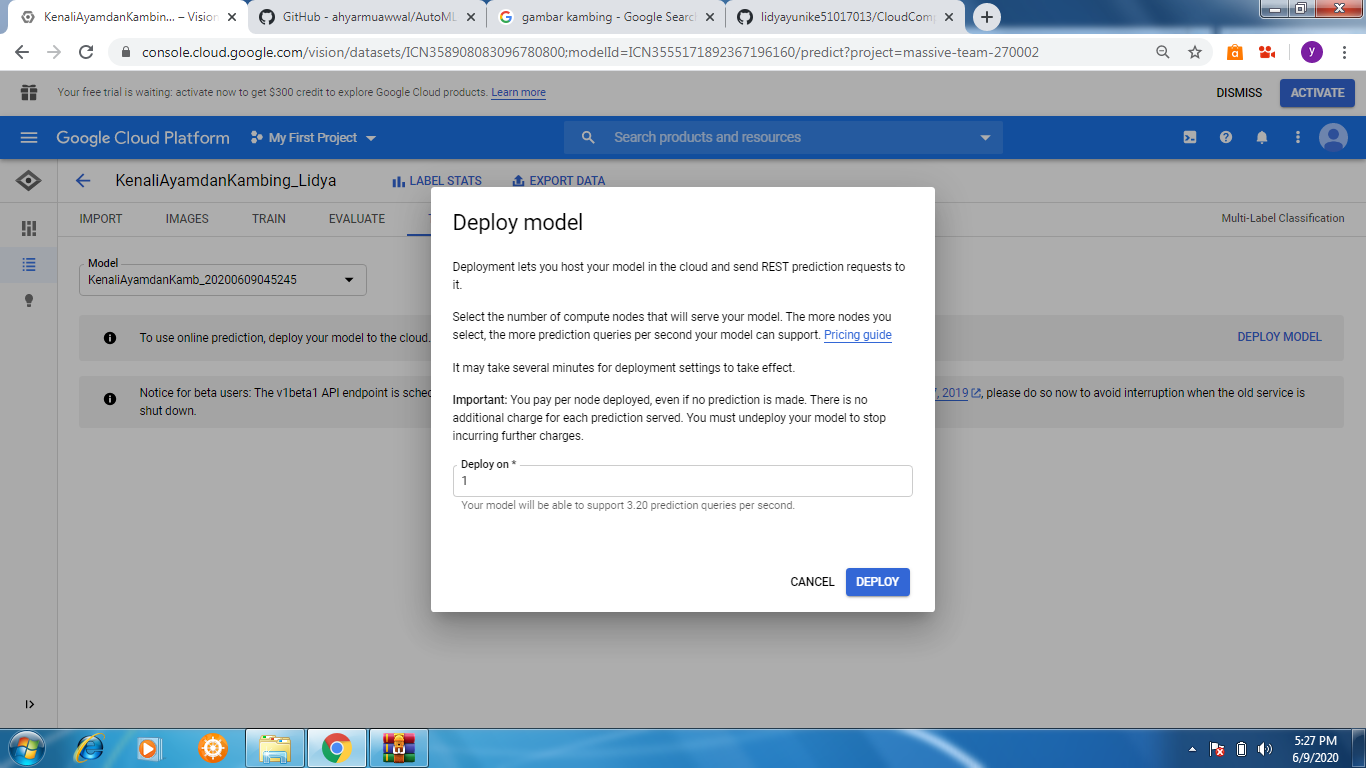 KenaliAyamdanKambing... – Vision
GitHub - ahyarmuawwal/AutoML
gambar kambing - Google Search
lidyayunike51017013/CloudComp
console.cloud.google.com/vision/datasets/ICN358908083096780800;modelId=ICN3555171892367196160/predict?project=massive-team-270002
y
Your free trial is waiting: activate now to get $300 credit to explore Google Cloud products. Learn more
DISMISS
ACTIVATE
Google Cloud Platform
My First Project
Search products and resources
KenaliAyamdanKambing_Lidya
LABEL STATS
EXPORT DATA
IMPORT
IMAGES
TRAIN
EVALUATE
Multi-Label Classification
Model
KenaliAyamdanKamb_20200609045245
To use online prediction, deploy your model to the cloud.
DEPLOY MODEL
Notice for beta users: The v1beta1 API endpoint is sched
, 2019 , please do so now to avoid interruption when the old service is
shut down.
Deploy model
Deployment lets you host your model in the cloud and send REST prediction requests to
it.
Select the number of compute nodes that will serve your model. The more nodes you
select, the more prediction queries per second your model can support. Pricing guide
It may take several minutes for deployment settings to take effect.
Important: You pay per node deployed, even if no prediction is made. There is no
additional charge for each prediction served. You must undeploy your model to stop
incurring further charges.
Deploy on *
1
Your model will be able to support 3.20 prediction queries per second.
CANCEL
DEPLOY
5:27 PM
6/9/2020